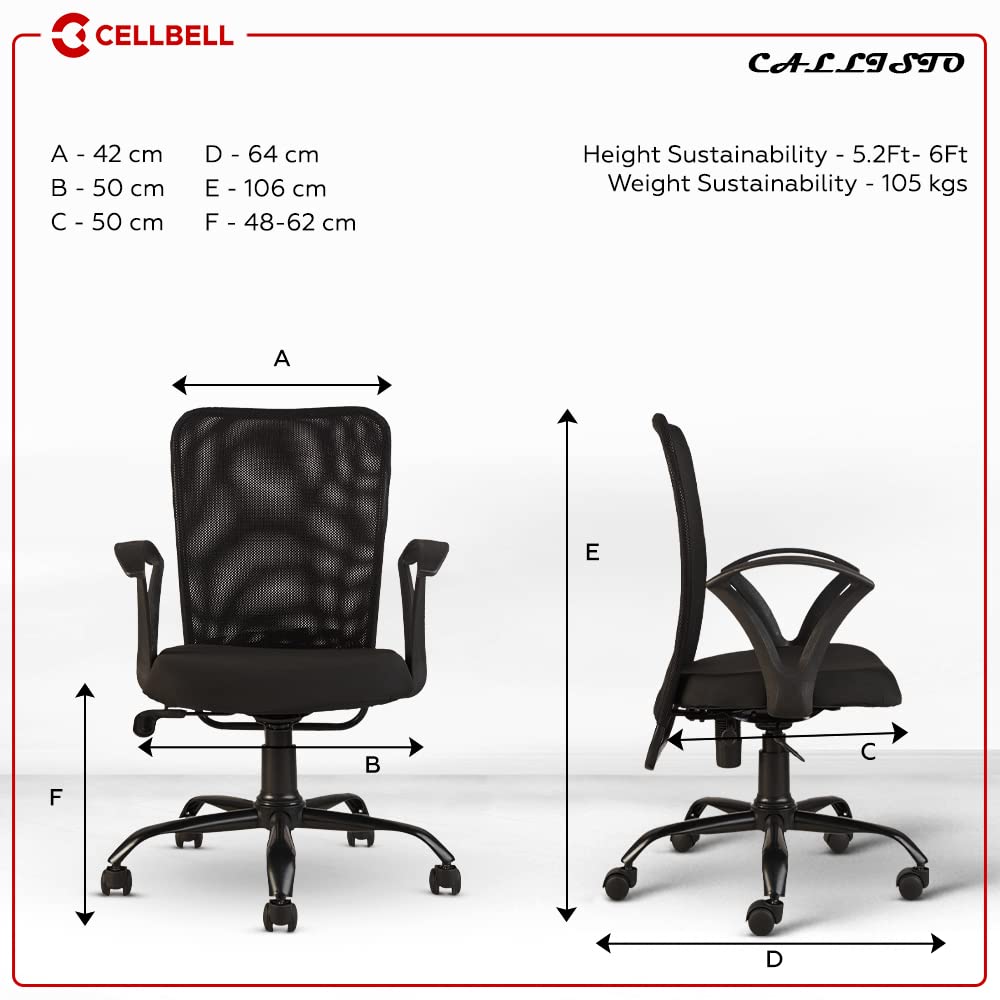 CELLBELL
CALLISTO
A - 42 cm
B - 50 cm
C - 50 cm
D - 64 cm
E - 106 cm
F - 48-62 cm
Height Sustainability - 5.2Ft- 6Ft
Weight Sustainability - 105 kgs
A
E
B
C
F
D